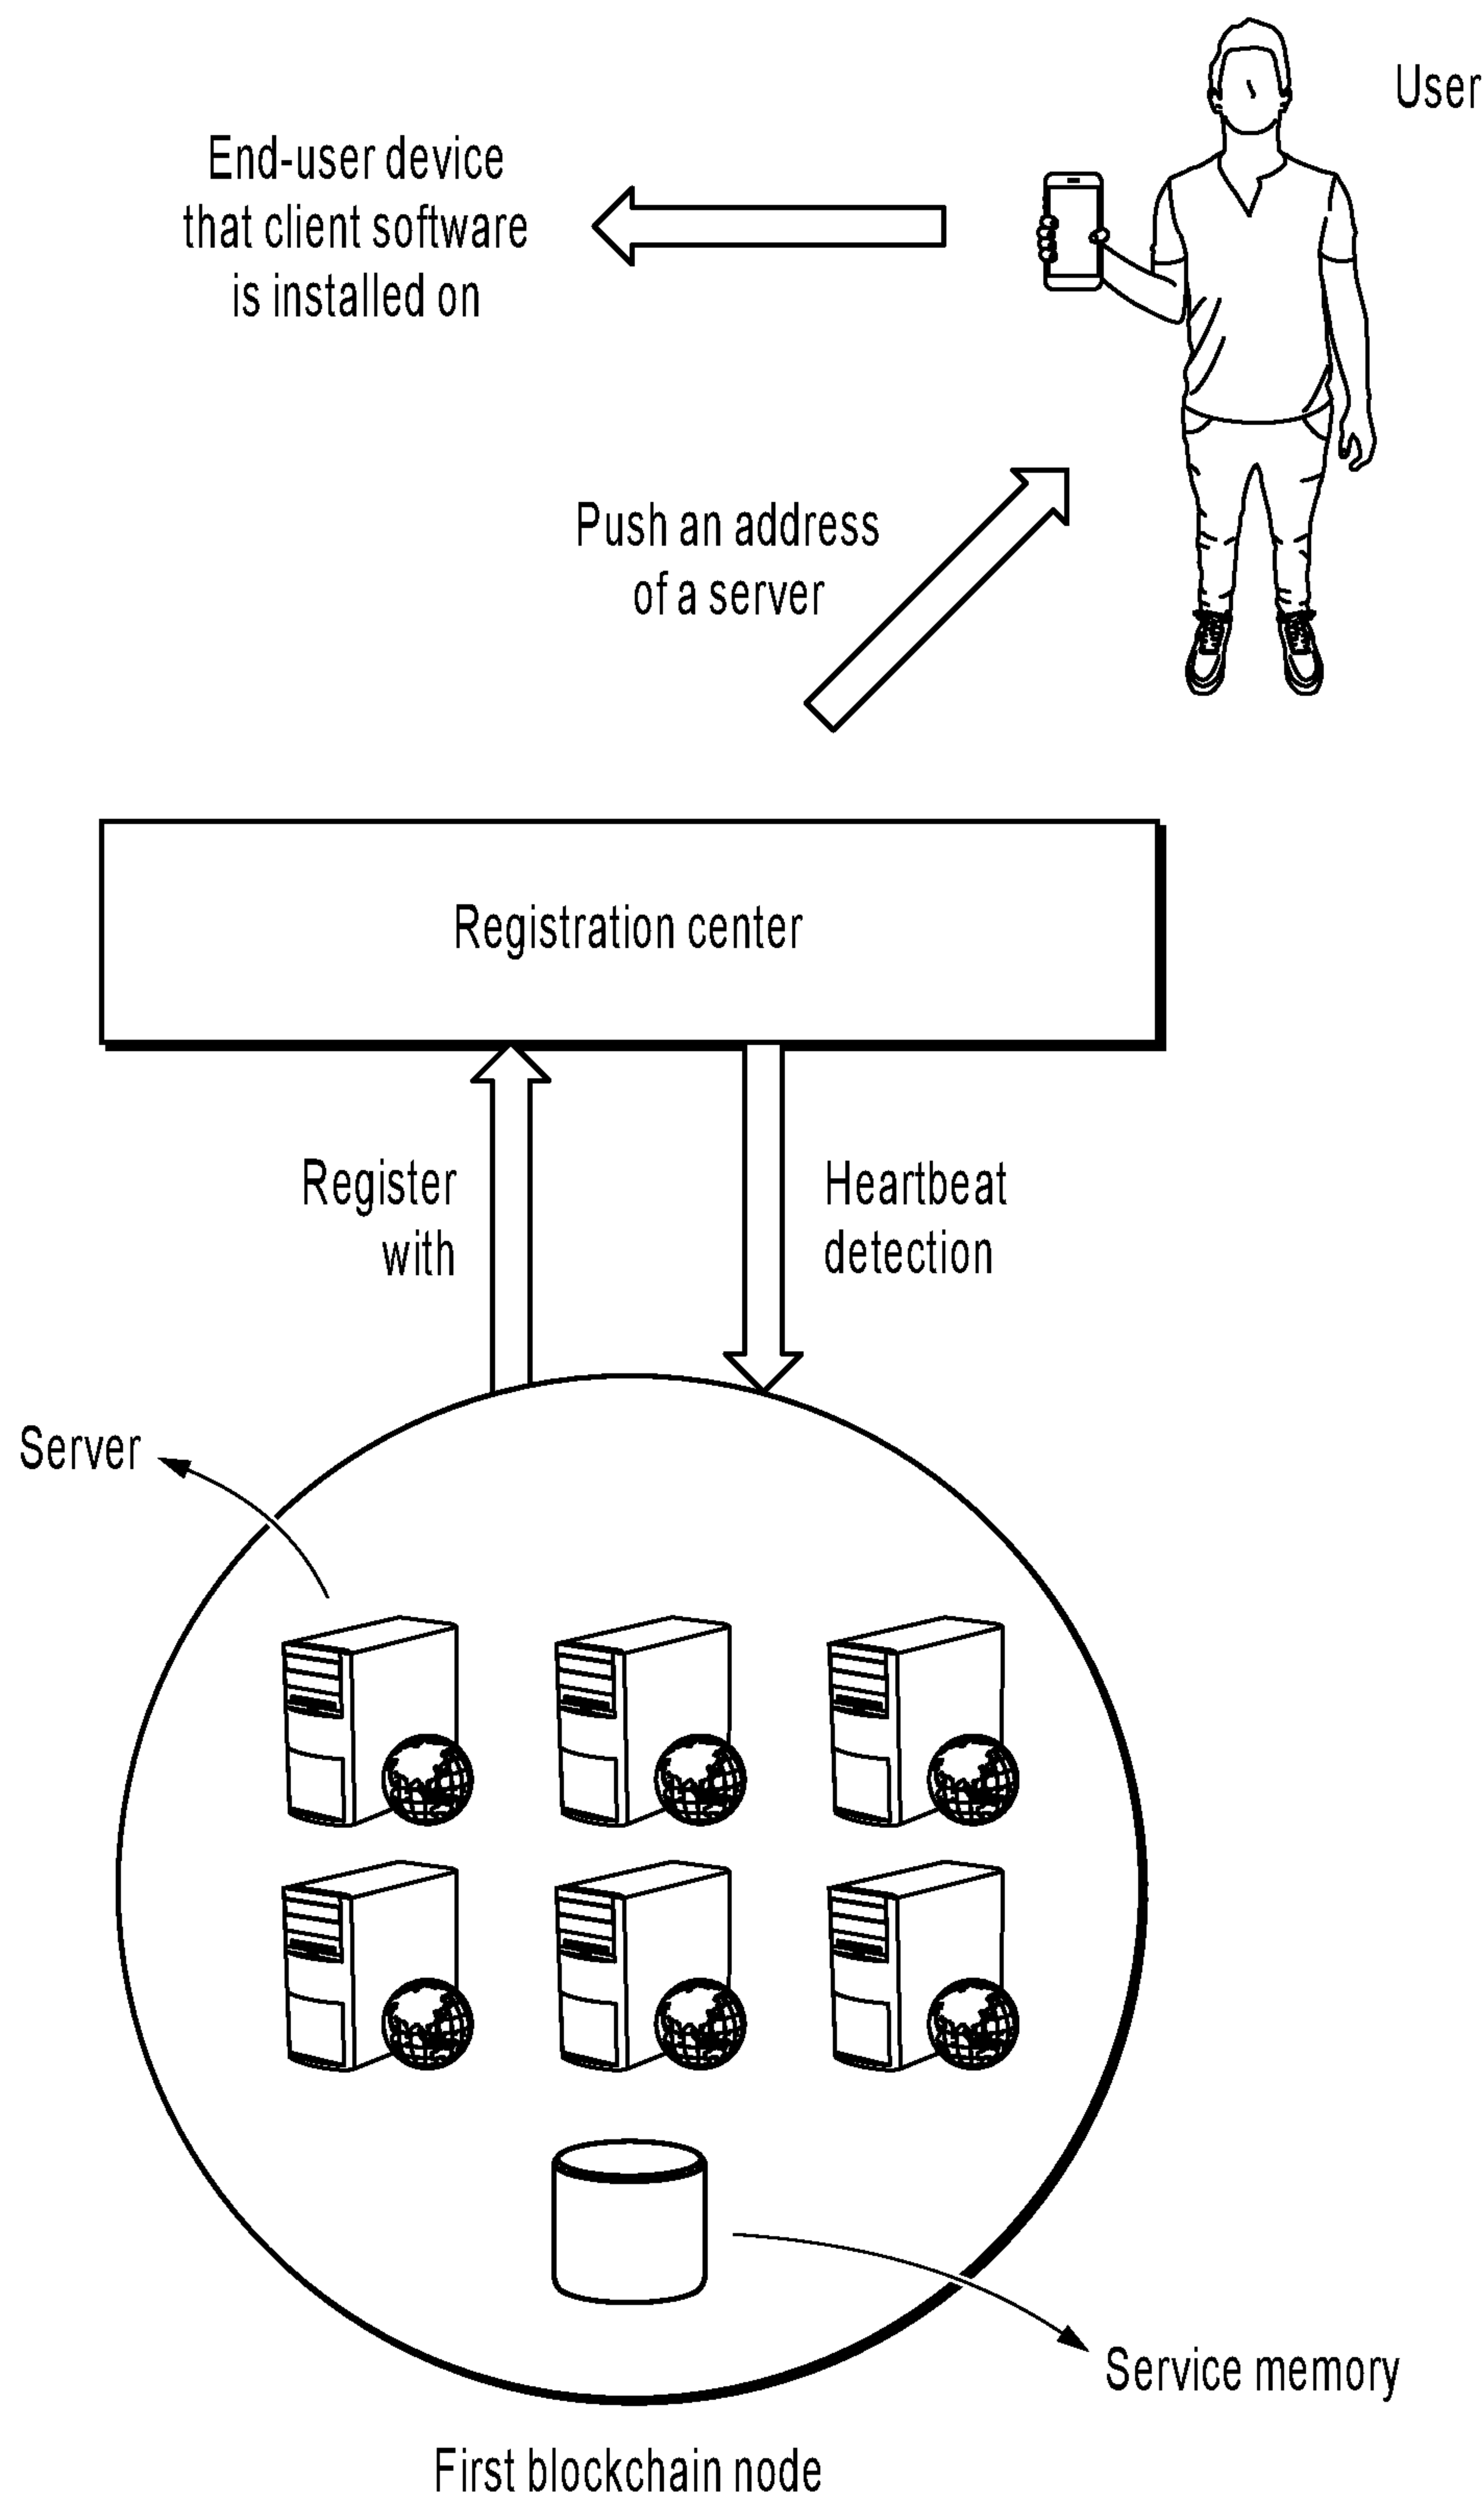 User
End-user device
that client software
is installed on
Push an address
of a server
Registration center
Register
with
Heartbeat
detection
Server
Service memory
First blockchain node